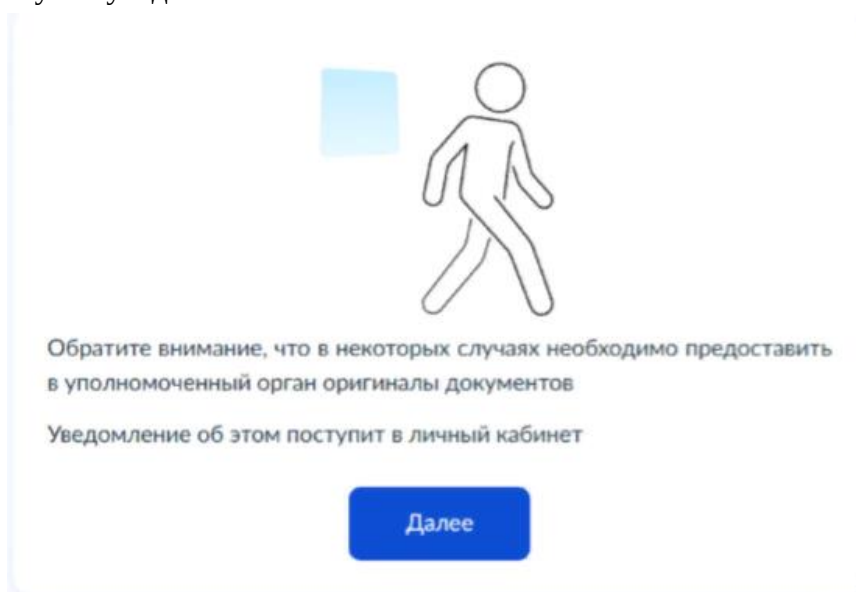 Обратите внимание, что в некоторых случаях необходимо предоставить
в уполномоченный орган оригиналы документов
Уведомление об этом поступит в личный кабинет
Далее